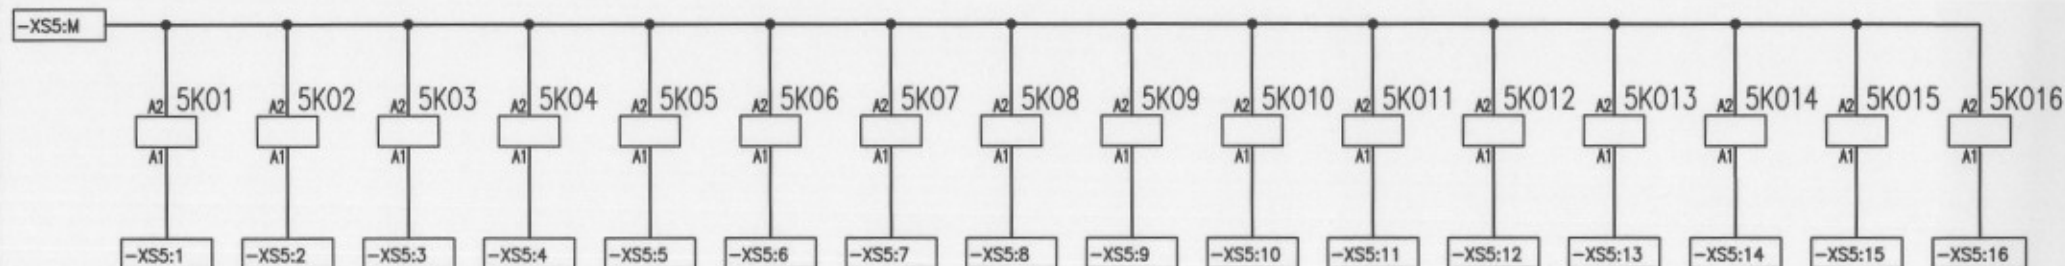 -XS5:M
A2 5K01 A2 5K02 A2 5K03 A2 5K04 A2 5K05 A2 5K06 A2 5K07 A2 5K08 A2 5K09 A2 5K010 A2 5K011 A2 5K012 A2 5K013 A2 5K014 A2 5K015 A2 5K016
A1 A1 A1 A1 A1 A1 A1 A1 A1 A1 A1 A1 A1 A1 A1 A1
-XS5:1 -XS5:2 -XS5:3 -XS5:4 -XS5:5 -XS5:6 -XS5:7 -XS5:8 -XS5:9 -XS5:10 -XS5:11 -XS5:12 -XS5:13 -XS5:14 -XS5:15 -XS5:16